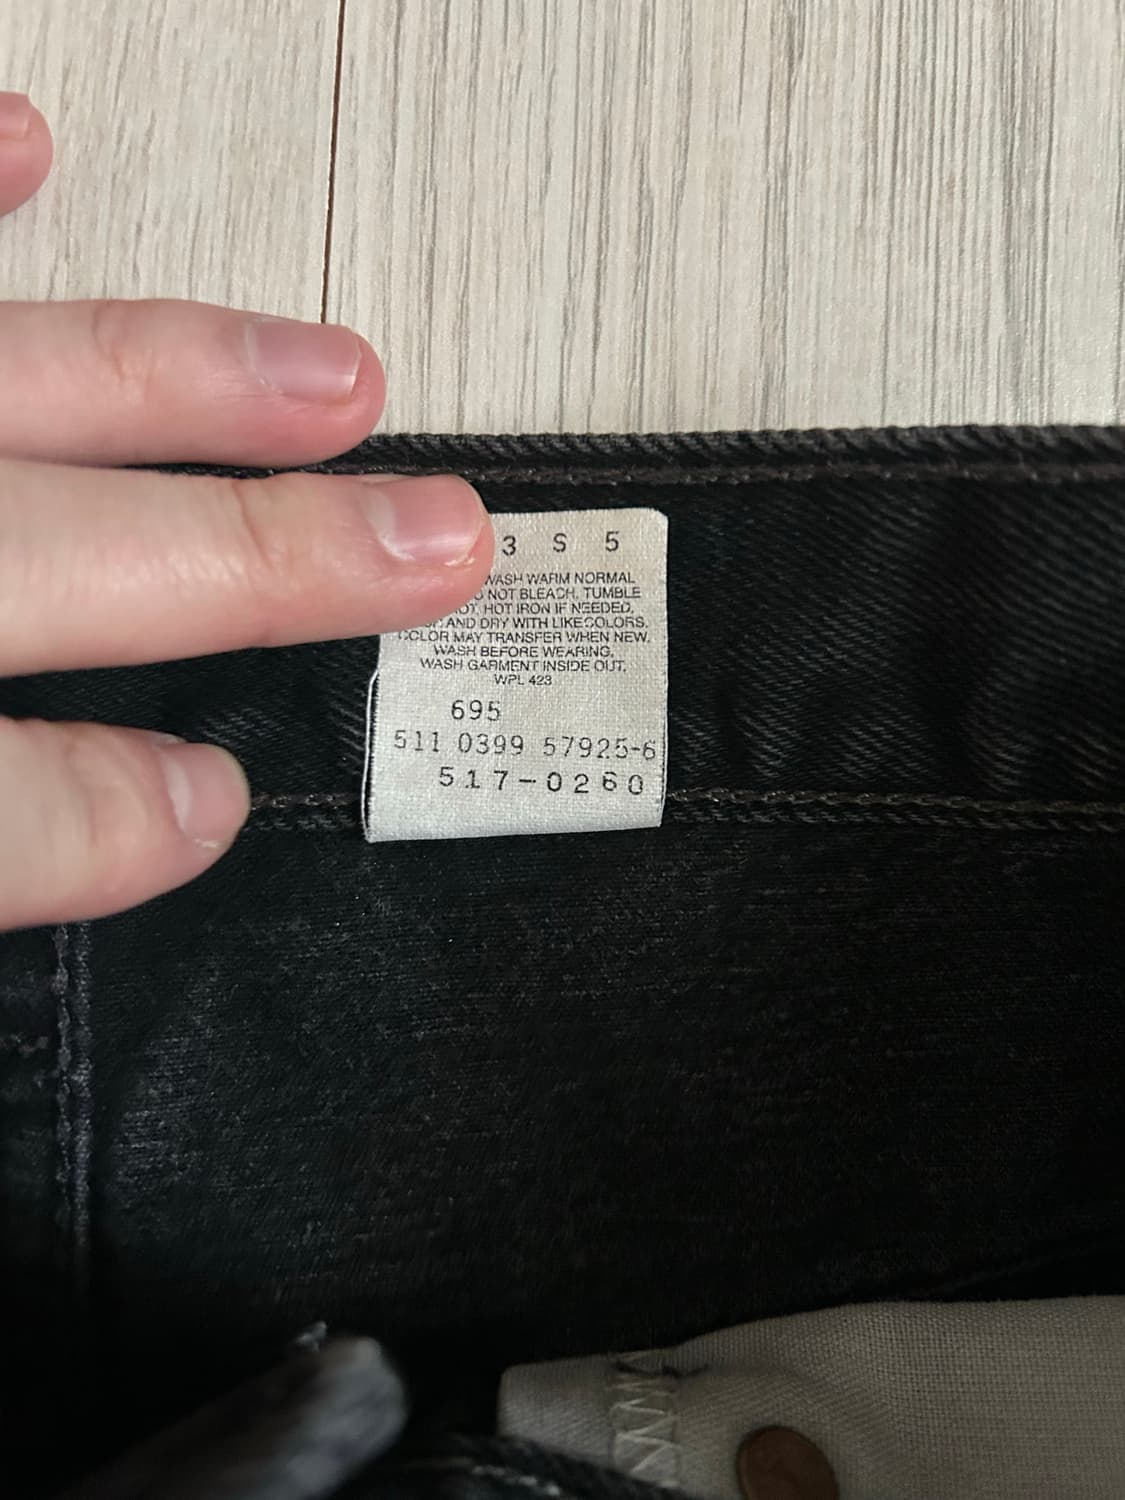 3 S 5
WASH WARM NORMAL
NOT BLEACH, TUMBLE
HOT IRON IF NEEDED,
AND DRY WITH LIKE COLORS.
COLOR MAY TRANSFER WHEN NEW,
WASH BEFORE WEARING.
WASH GARMENT INSIDE OUT.
WPL 423
695
511 0399 57925-6
517-0260